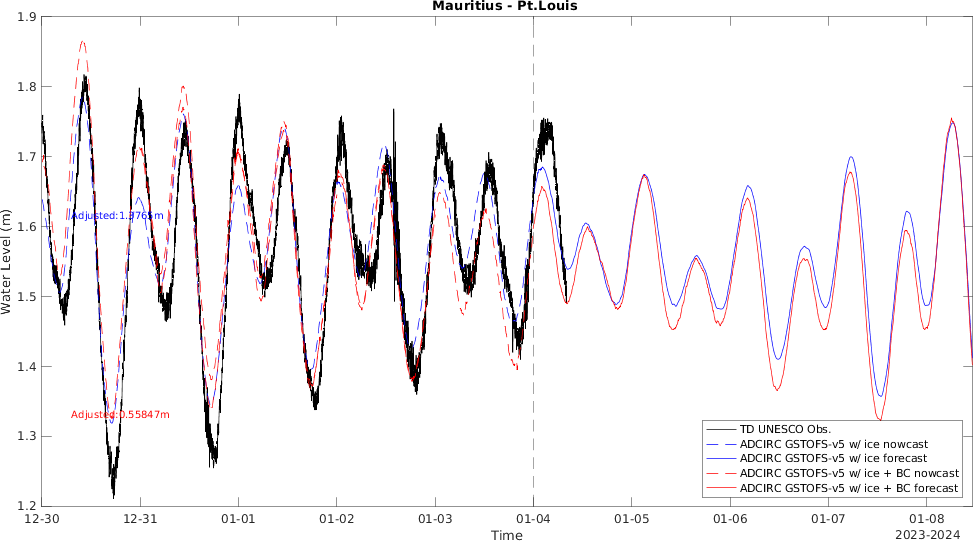 Mauritius - Pt.Louis
1.9
1.8
1.7
1.6
1.5
1.4
1.3
1.2
Water Level (m)
Adjusted:1.3765m
Adjusted:0.55847m
TD UNESCO Obs.
ADCIRC GSTOFS-v5 w/ ice nowcast
ADCIRC GSTOFS-v5 w/ ice forecast
ADCIRC GSTOFS-v5 w/ ice + BC nowcast
ADCIRC GSTOFS-v5 w/ ice + BC forecast
12-30 12-31 01-01 01-02 01-03 01-04 01-05 01-06 01-07 01-08
Time
2023-2024